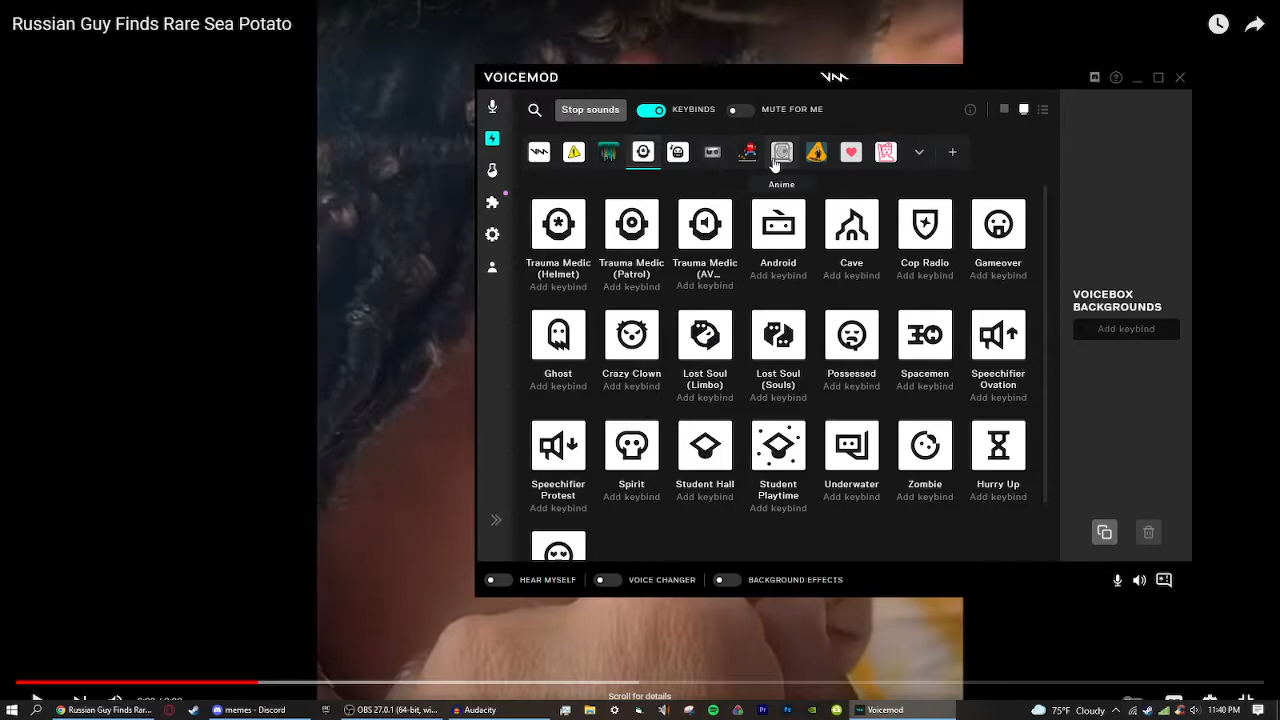 Russian Guy Finds Rare Sea Potato
VOICEMOD
Stop sounds
KEYBINDS
MUTE FOR ME
Anime
Trauma Medic (Helmet)
Add keybind
Trauma Medic (Patrol)
Add keybind
Trauma Medic (AV...
Add keybind
Android
Add keybind
Cave
Add keybind
Cop Radio
Add keybind
Gameover
Add keybind
Ghost
Add keybind
Crazy Clown
Add keybind
Lost Soul (Limbo)
Add keybind
Lost Soul (Souls)
Add keybind
Possessed
Add keybind
Spacemen
Add keybind
Speechifier Ovation
Add keybind
Speechifier Protest
Add keybind
Spirit
Add keybind
Student Hall
Add keybind
Student Playtime
Add keybind
Underwater
Add keybind
Zombie
Add keybind
Hurry Up
Add keybind
VOICEBOX
BACKGROUNDS
Add keybind
HEAR MYSELF
VOICE CHANGER
BACKGROUND EFFECTS
Scroll for details
Russian Guy Finds Rar...
memes - Discord
OBS 27.0.1 (64-bit, wi...
Audacity
Voicemod
75°F Cloudy
11:40 PM